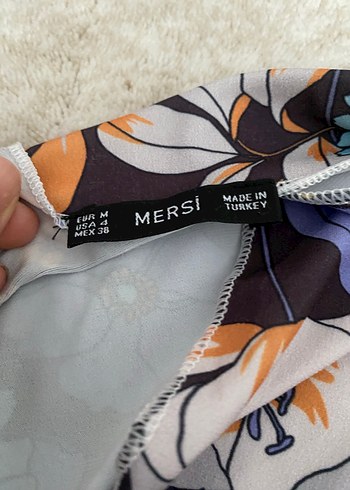 EUR M
USA 4
MEX 38
MERSİ
MADE IN
TURKEY